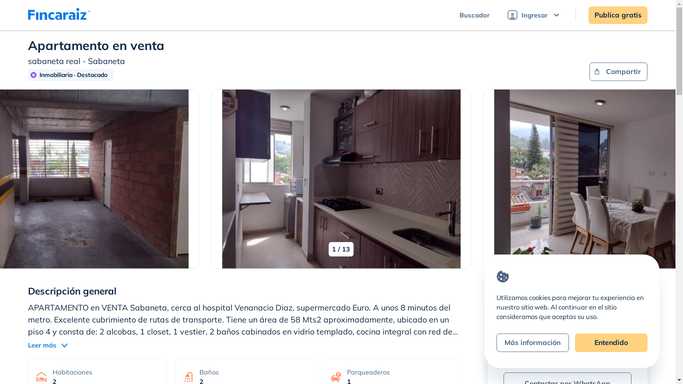 Fincaraiz
Buscador
Ingresar
Publica gratis
Apartamento en venta
sabaneta real - Sabaneta
Inmobiliaria · Destacado
Compartir
1 / 13
Descripción general
APARTAMENTO en VENTA Sabaneta, cerca al hospital Venanacio Diaz, supermercado Euro. A unos 8 minutos del
metro. Excelente cubrimiento de rutas de transporte. Tiene un área de 58 Mts2 aproximadamente, ubicado en un
piso 4 y consta de: 2 alcobas, 1 closet, 1 vestier, 2 baños cabinados en vidrio templado, cocina integral con red de...
Leer más
Habitaciones
2
Baños
2
Parqueaderos
1
Utilizamos cookies para mejorar tu experiencia en
nuestro sitio web. Al continuar en el sitio
consideramos que aceptas su uso.
Más información
Entendido
Contactar por WhatsApp